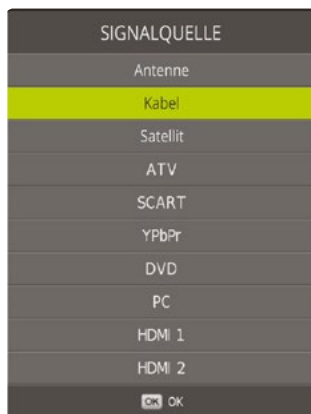 SIGNALQUELLE
Antenne
Kabel
Satellit
ATV
SCART
YPbPr
DVD
PC
HDMI 1
HDMI 2
OK OK